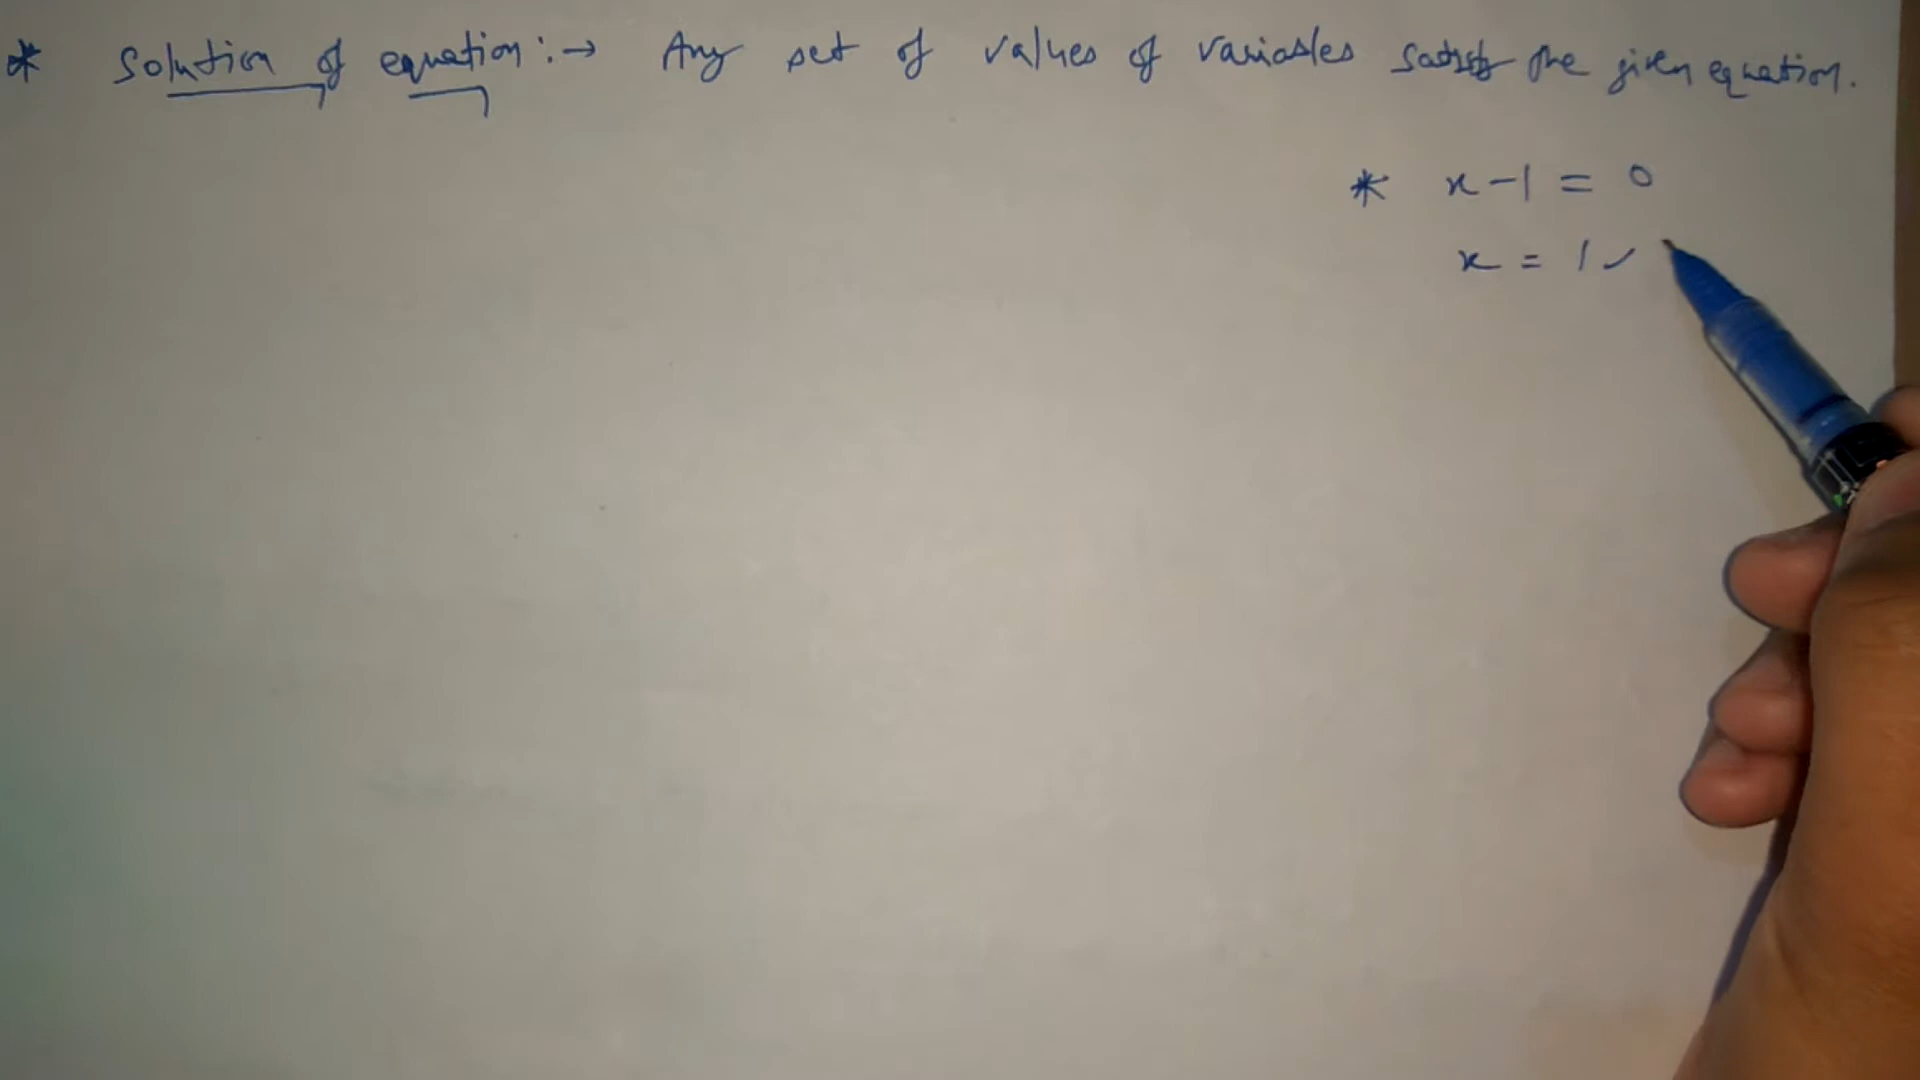 * Solution of equation :→ Any set of values of variables satisfy the given equation.
* x - 1 = 0
x = 1 ✓